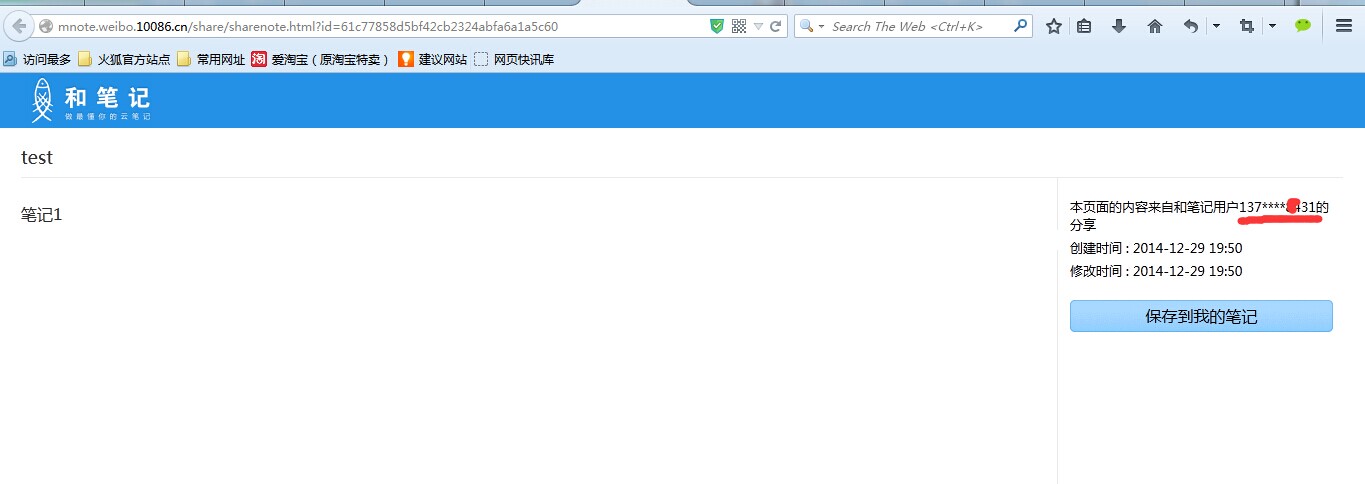 mnote.weibo.10086.cn/share/sharenote.html?id=61c77858d5bf42cb2324abfa6a1a5c60
Search The Web <Ctrl+K>
访问最多 火狐官方站点 常用网址 爱淘宝（原淘宝特卖） 建议网站 网页快讯库
淘
和笔记
做最懂你的云笔记
test
笔记1
本页面的内容来自和笔记用户137**** 431的
分享
创建时间 : 2014-12-29 19:50
修改时间 : 2014-12-29 19:50
保存到我的笔记